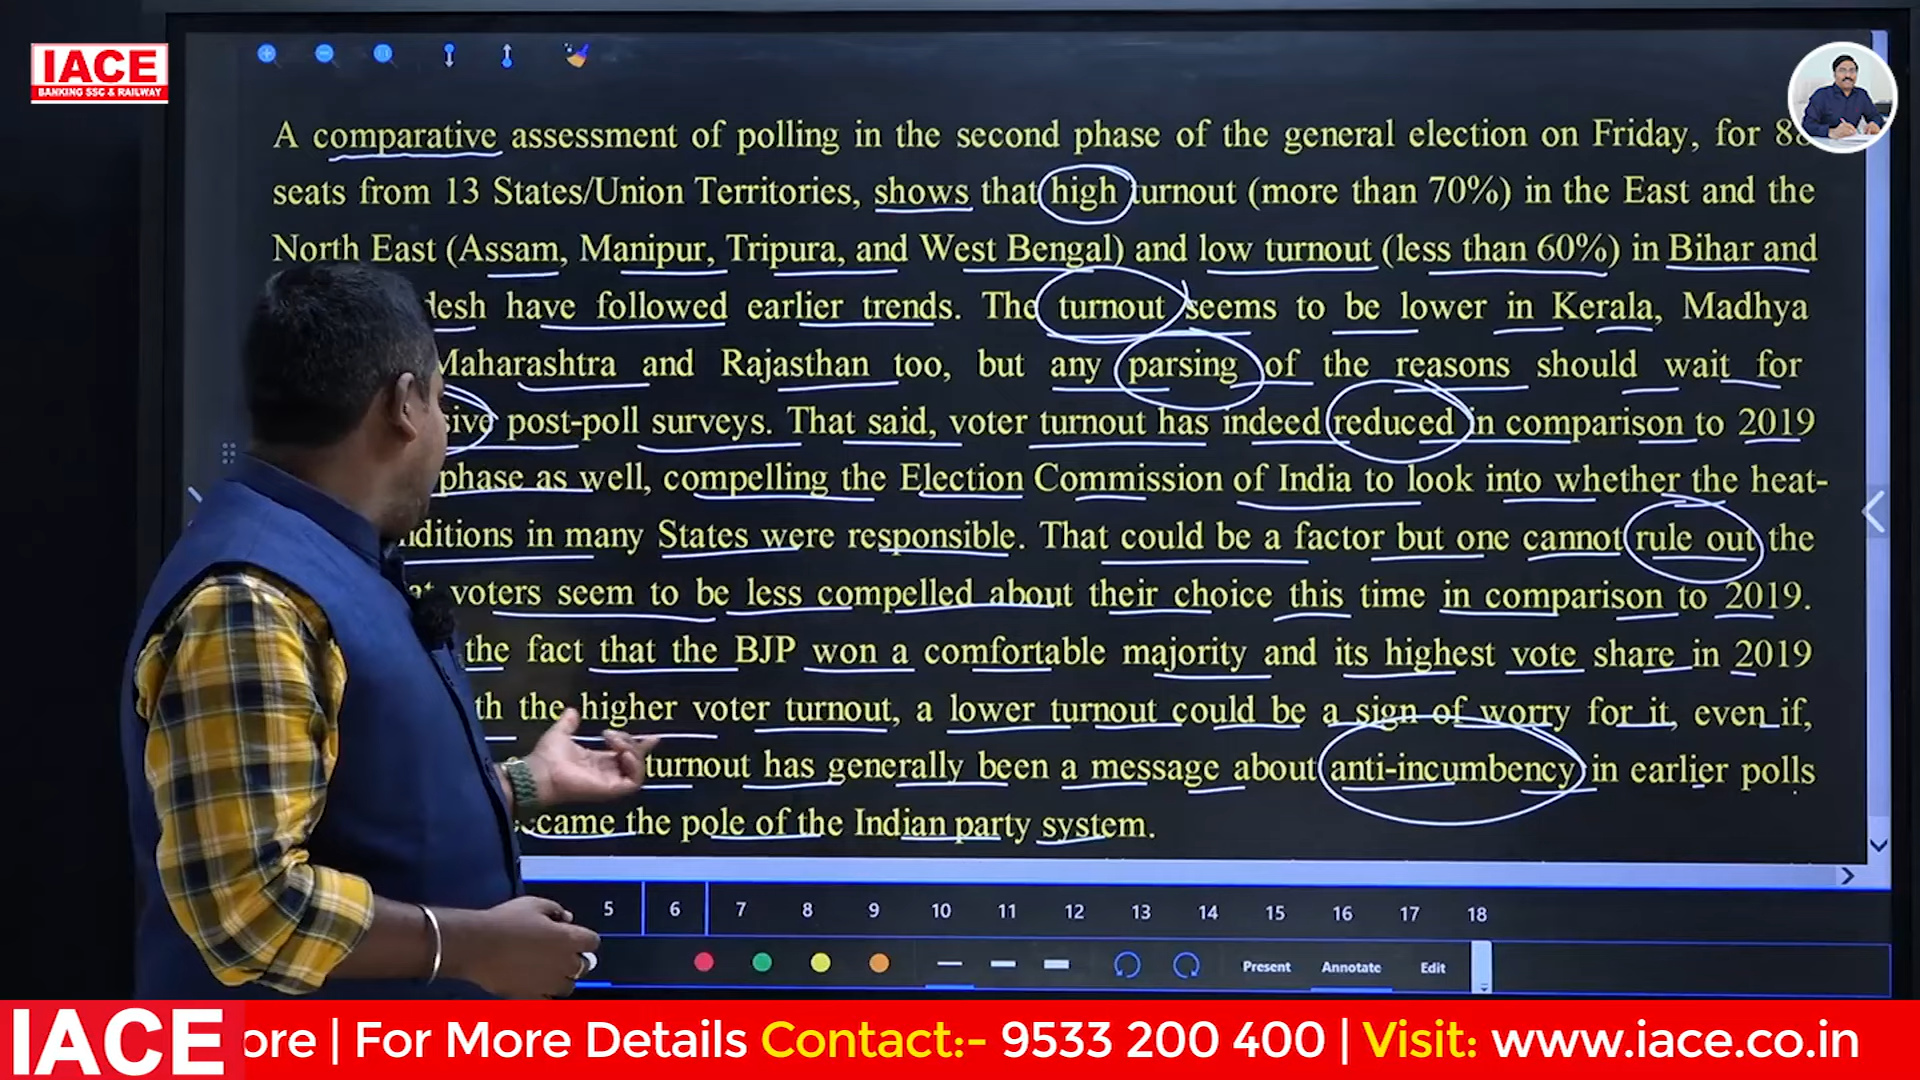 IACE
BANKING SSC & RAILWAY
A comparative assessment of polling in the second phase of the general election on Friday, for
seats from 13 States/Union Territories, shows that high turnout (more than 70%) in the East and the
North East (Assam, Manipur, Tripura, and West Bengal) and low turnout (less than 60%) in Bihar and
have followed earlier trends. The turnout seems to be lower in Kerala, Madhya
Maharashtra and Rajasthan too, but any parsing of the reasons should wait for
post-poll surveys. That said, voter turnout has indeed reduced in comparison to 2019
phase as well, compelling the Election Commission of India to look into whether the heat-
in many States were responsible. That could be a factor but one cannot rule out the
voters seem to be less compelled about their choice this time in comparison to 2019.
the fact that the BJP won a comfortable majority and its highest vote share in 2019
the higher voter turnout, a lower turnout could be a sign of worry for it, even if,
turnout has generally been a message about anti-incumbency in earlier polls
the pole of the Indian party system.
5 6 7 8 9 10 11 12 13 14 15 16 17 18
Present Annotate Edit
IACE ore | For More Details Contact:- 9533 200 400 | Visit: www.iace.co.in